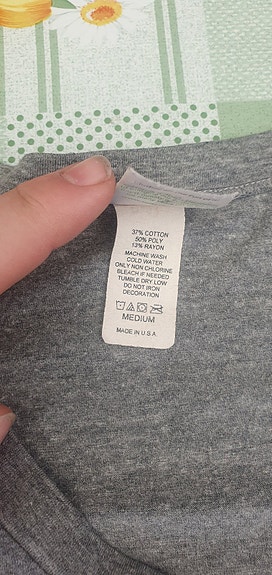 37% COTTON
50% POLY
13% RAYON
MACHINE WASH
COLD WATER
ONLY NON CHLORINE
BLEACH IF NEEDED
TUMBLE DRY LOW
DO NOT IRON
DECORATION
MEDIUM
MADE IN U.S.A